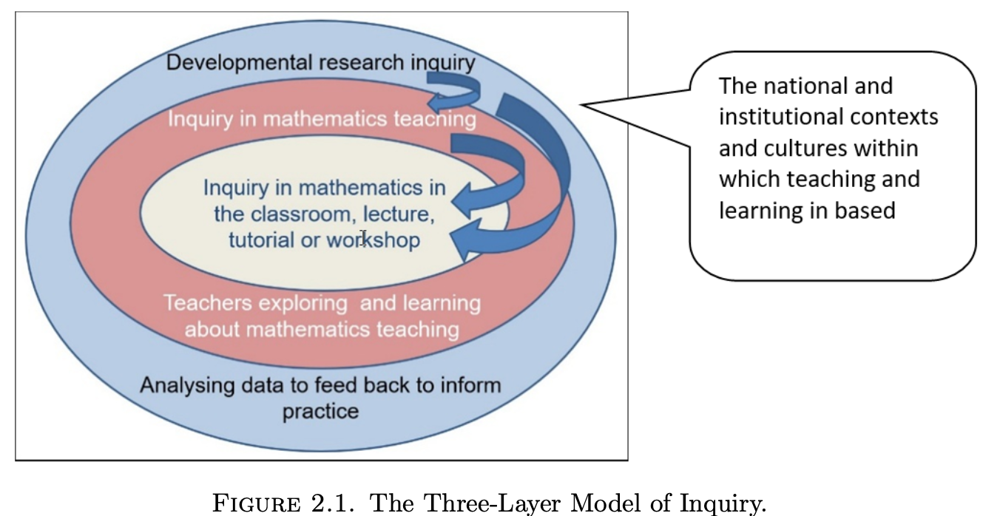 Developmental research inquiry
Inquiry in mathematics teaching
Inquiry in mathematics in
the classroom, lecture,
tutorial or workshop
Teachers exploring and learning
about mathematics teaching
Analysing data to feed back to inform
practice
The national and
institutional contexts
and cultures within
which teaching and
learning in based
FIGURE 2.1. The Three-Layer Model of Inquiry.